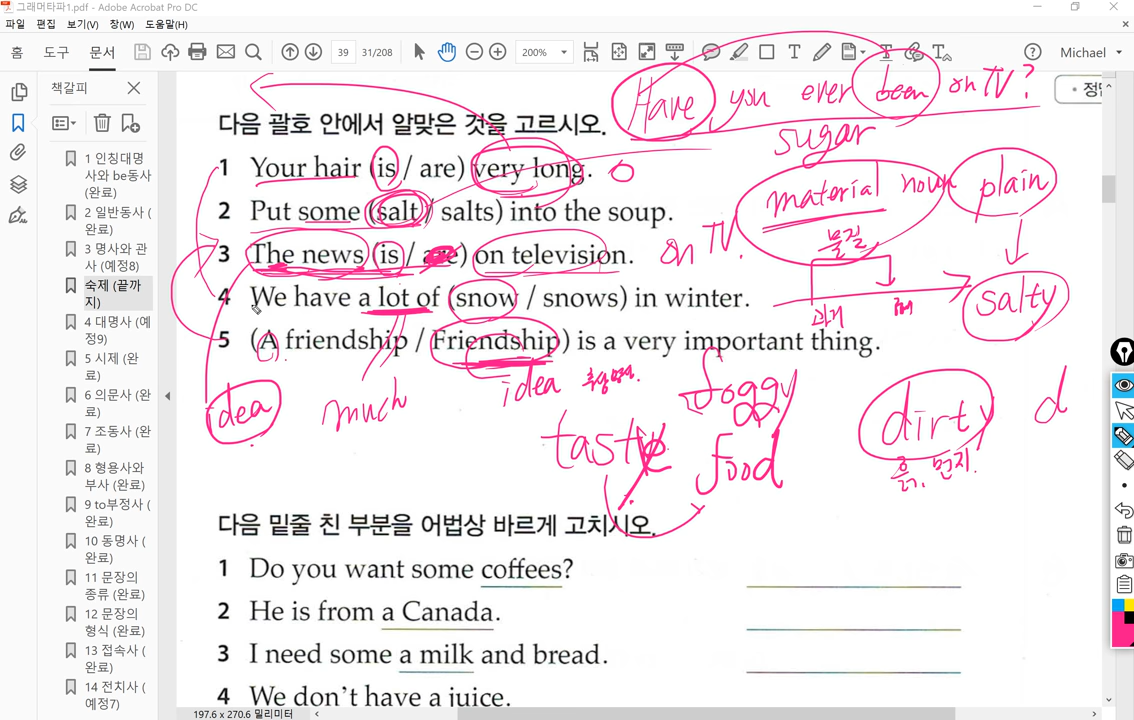 그래머타파1.pdf - Adobe Acrobat Pro DC
파일 편집 보기(V) 창(W) 도움말(H)
홈 도구 문서 39 31/208 200% Michael
책갈피
1 인칭대명
사와 be동사
(완료)
2 일반동사 (
완료)
3 명사와 관
사 (예정8)
숙제 (끝까
지)
4 대명사 (예
정9)
5 시제 (완
료)
6 의문사 (완
료)
7 조동사 (완
료)
8 형용사와
부사 (완료)
9 to부정사 (
완료)
10 동명사 (
완료)
11 문장의
종류 (완료)
12 문장의
형식 (완료)
13 접속사 (
완료)
14 전치사 (
예정7)
Have you ever been on TV?
다음 괄호 안에서 알맞은 것을 고르시오.
sugar
1 Your hair (is / are) very long.
material noun plain
2 Put some (salt / salts) into the soup.
물질
3 The news (is / are) on television.
on TV.
4 We have a lot of (snow / snows) in winter.
과거
salty
5 (A friendship / Friendship) is a very important thing.
idea much idea 추상명사. foggy
dirty d
tasty food
흙, 먼지.
다음 밑줄 친 부분을 어법상 바르게 고치시오.
1 Do you want some coffees?
2 He is from a Canada.
3 I need some a milk and bread.
4 We don't have a juice.
197.6 x 270.6 밀리미터